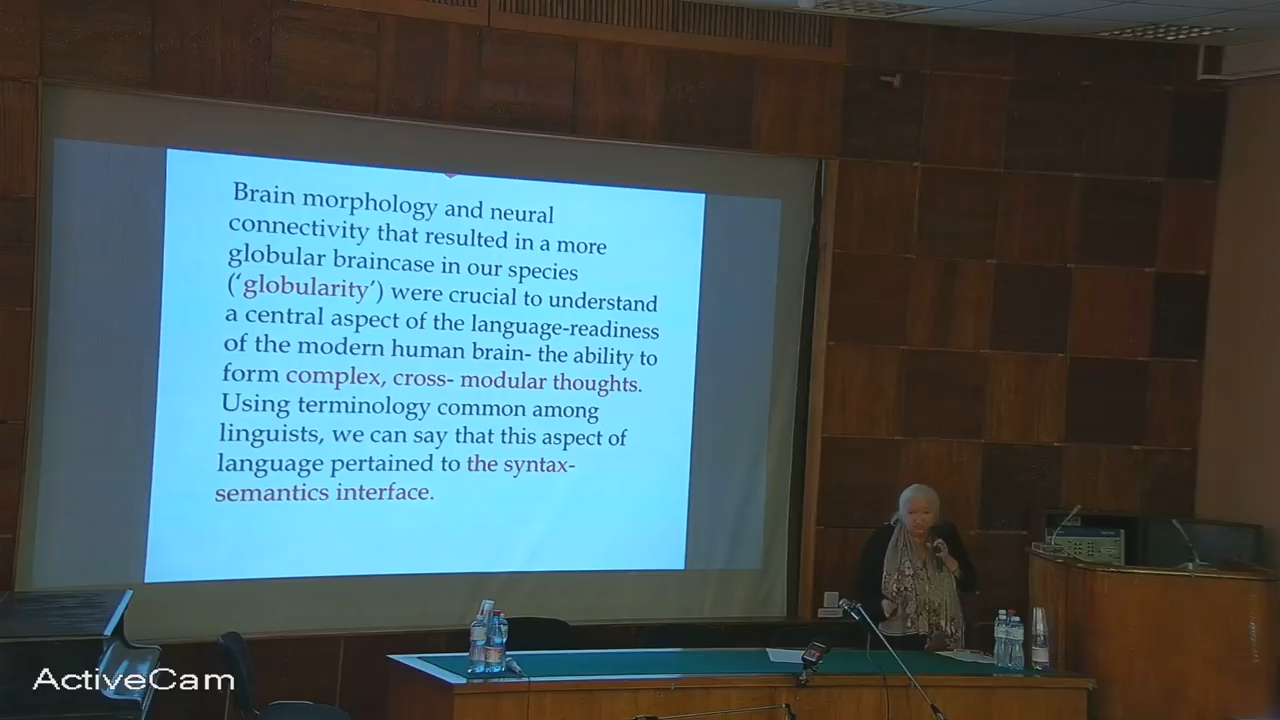 Brain morphology and neural
connectivity that resulted in a more
globular braincase in our species
(‘globularity’) were crucial to understand
a central aspect of the language-readiness
of the modern human brain- the ability to
form complex, cross- modular thoughts.
Using terminology common among
linguists, we can say that this aspect of
language pertained to the syntax-
semantics interface.
ActiveCam